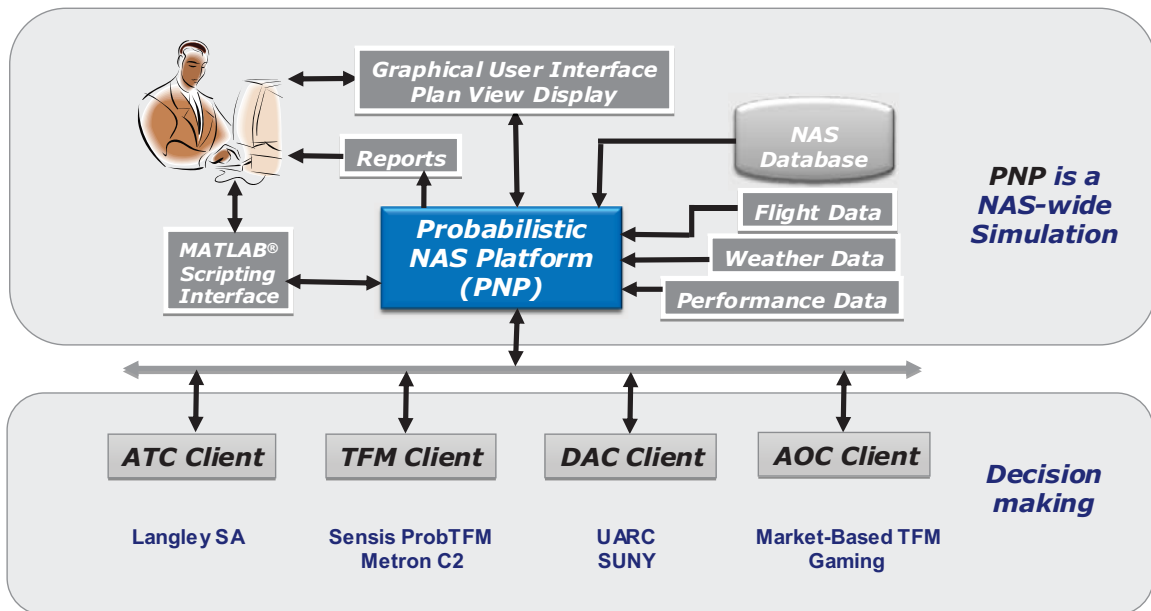 Graphical User Interface
Plan View Display
NAS
Database
Reports
PNP is a
NAS-wide
Simulation
Flight Data
Probabilistic
NAS Platform
(PNP)
MATLAB®
Scripting
Interface
Weather Data
Performance Data
ATC Client
TFM Client
DAC Client
AOC Client
Decision
making
Langley SA
Sensis ProbTFM
Metron C2
UARC
SUNY
Market-Based TFM
Gaming